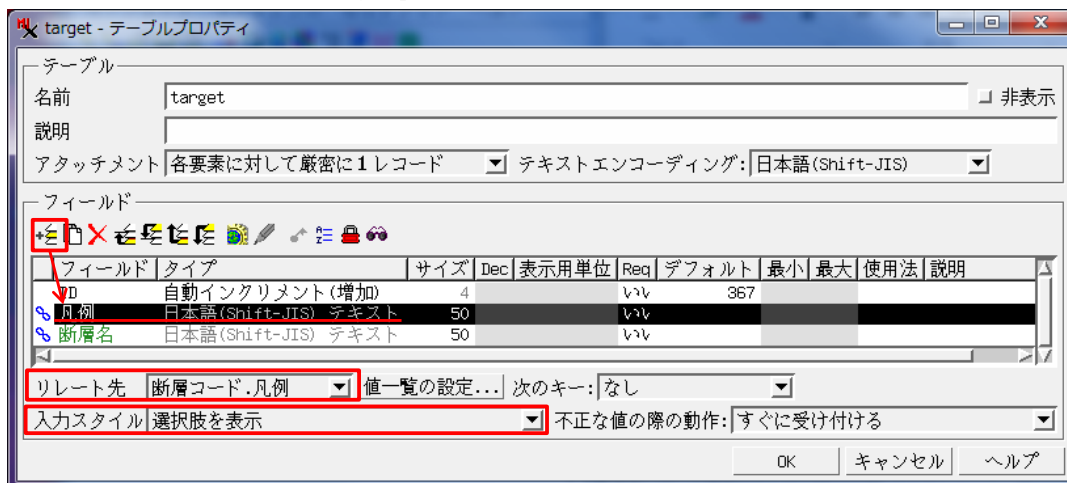 target - テーブルプロパティ
テーブル
名前 target 非表示
説明
アタッチメント 各要素に対して厳密に１レコード テキストエンコーディング: 日本語(Shift-JIS)
フィールド
フィールド タイプ サイズ Dec 表示用単位 Req デフォルト 最小 最大 使用法 説明
自動インクリメント(増加) 4 いいえ 367
凡例 日本語(Shift-JIS) テキスト 50 いいえ
断層名 日本語(Shift-JIS) テキスト 50 いいえ
リレート先 断層コード.凡例 値一覧の設定... 次のキー: なし
入力スタイル 選択肢を表示 不正な値の際の動作: すぐに受け付ける
OK キャンセル ヘルプ